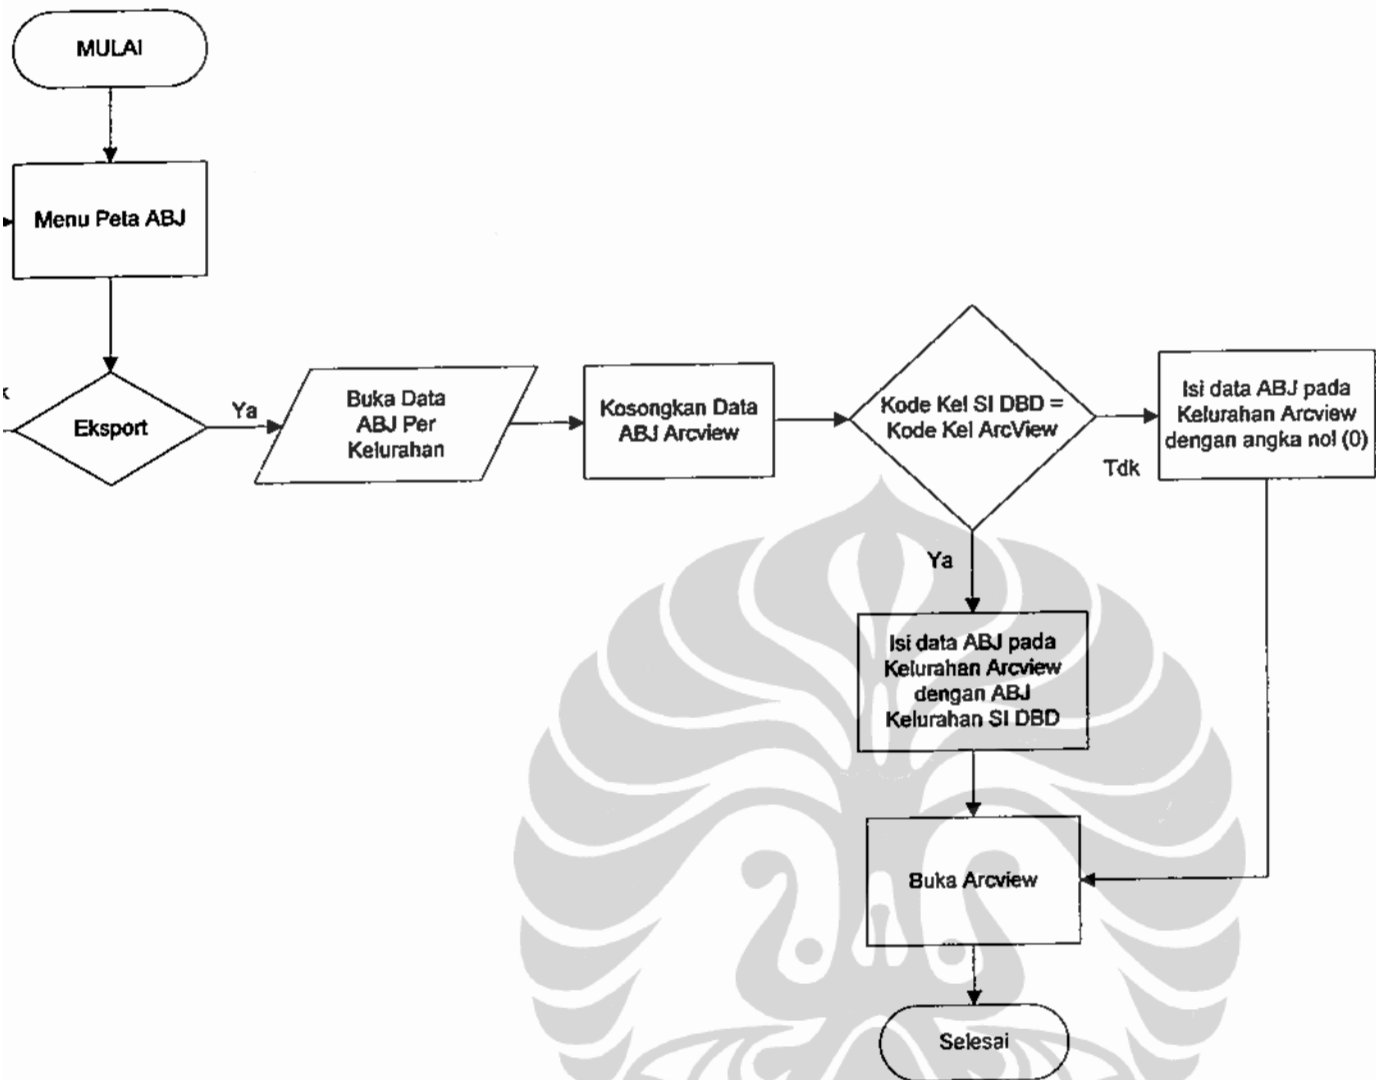 MULAI
Menu Peta ABJ
Eksport
Ya
k
Buka Data
ABJ Per
Kelurahan
Kosongkan Data
ABJ Arcview
Kode Kel SI DBD =
Kode Kel ArcView
Tdk
Isi data ABJ pada
Kelurahan Arcview
dengan angka nol (0)
Ya
Isi data ABJ pada
Kelurahan Arcview
dengan ABJ
Kelurahan SI DBD
Buka Arcview
Selesai